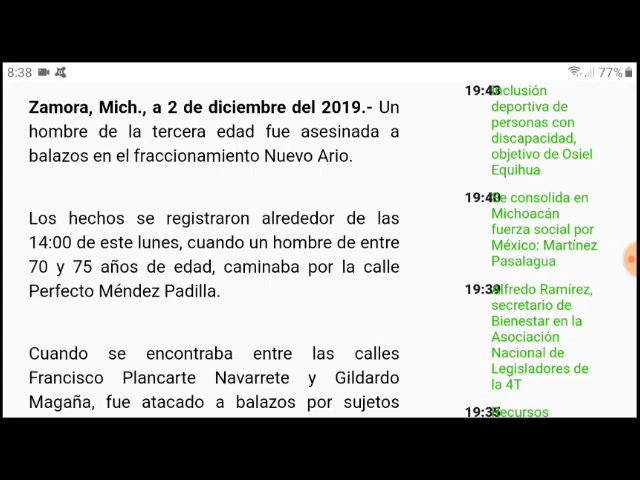 8:38
77%
Zamora, Mich., a 2 de diciembre del 2019.- Un
hombre de la tercera edad fue asesinada a
balazos en el fraccionamiento Nuevo Ario.
Los hechos se registraron alrededor de las
14:00 de este lunes, cuando un hombre de entre
70 y 75 años de edad, caminaba por la calle
Perfecto Méndez Padilla.
Cuando se encontraba entre las calles
Francisco Plancarte Navarrete y Gildardo
Magaña, fue atacado a balazos por sujetos
19:43 Inclusión
deportiva de
personas con
discapacidad,
objetivo de Osiel
Equihua
19:40 Se consolida en
Michoacán
fuerza social por
México: Martínez
Pasalagua
19:39 Alfredo Ramírez,
secretario de
Bienestar en la
Asociación
Nacional de
Legisladores de
la 4T
19:35 Recursos